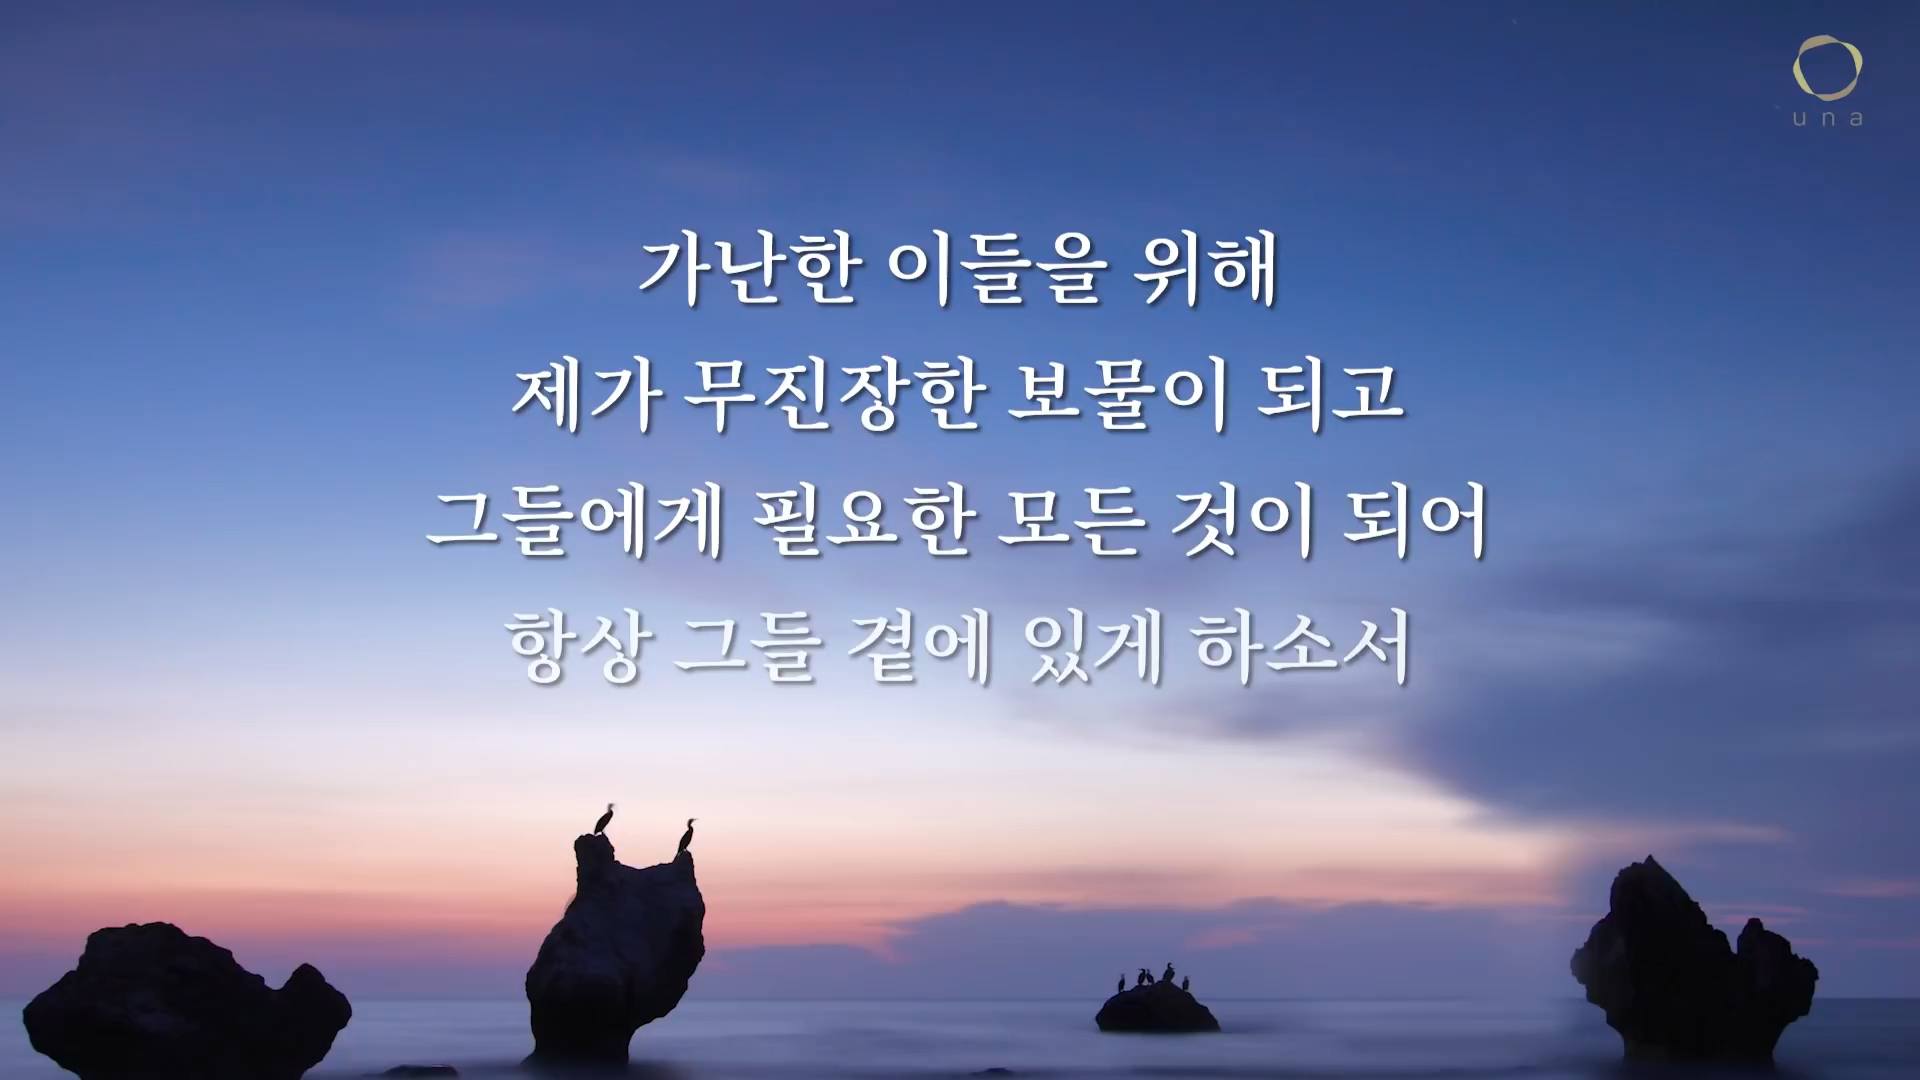 una
가난한 이들을 위해
제가 무진장한 보물이 되고
그들에게 필요한 모든 것이 되어
항상 그들 곁에 있게 하소서